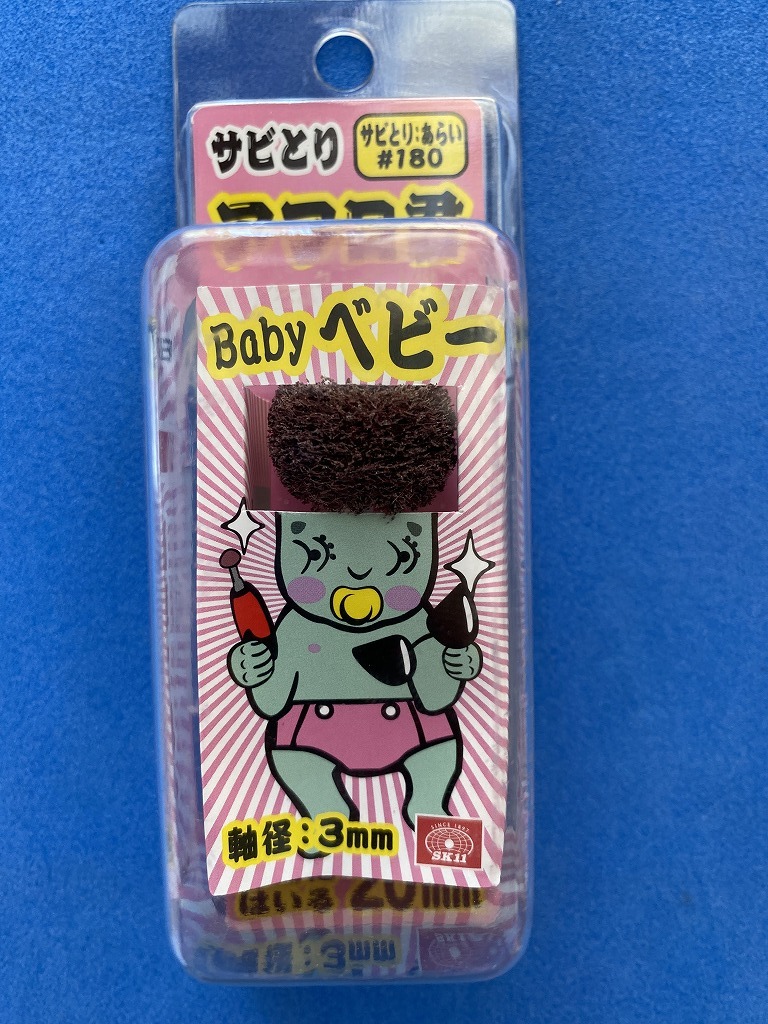 サビとり
サビとり:あらい
#180
Baby ベビー
軸径:3mm
SINCE 1897
SK11
20mm